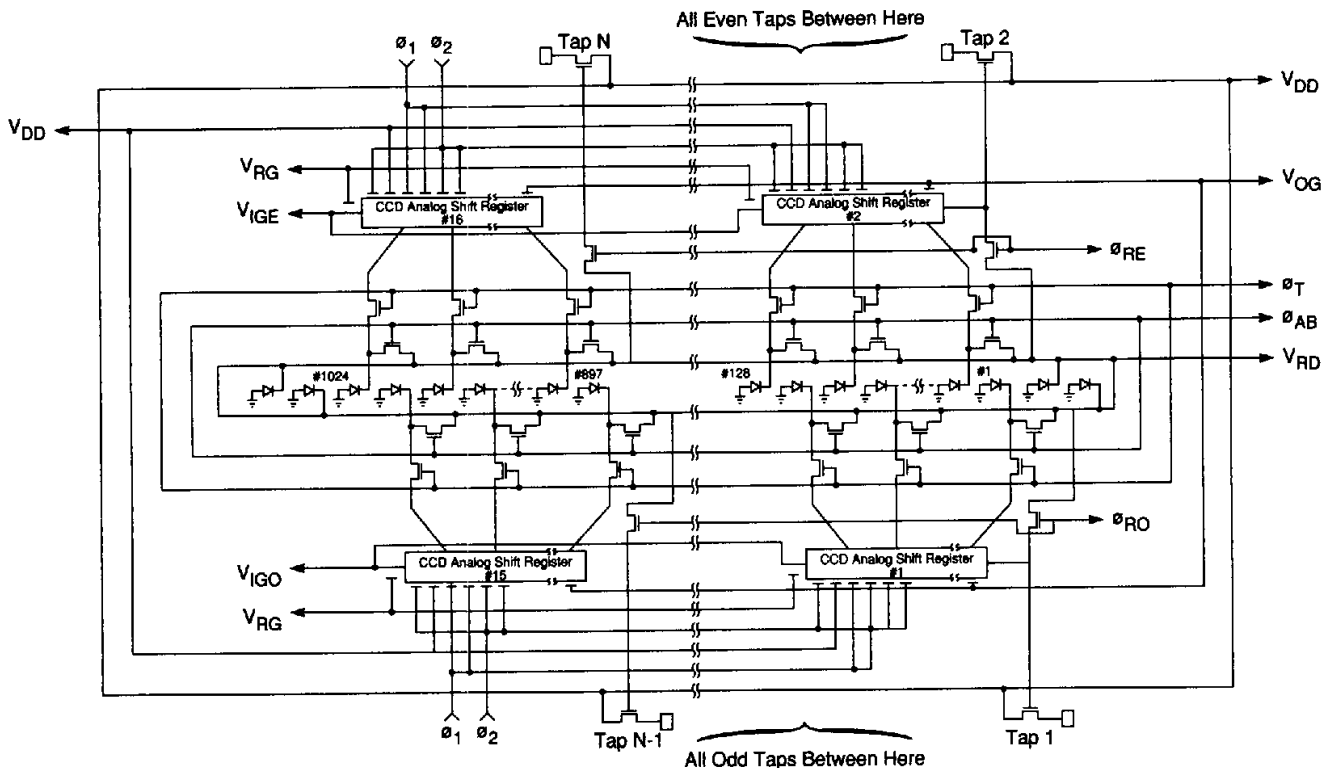 All Even Taps Between Here
ø1
ø2
Tap N
Tap 2
VDD
VDD
VRG
VOG
VIGE
CCD Analog Shift Register
#16
CCD Analog Shift Register
#2
øRE
øT
øAB
VRD
#1024
#897
#128
#1
øRO
CCD Analog Shift Register
#15
CCD Analog Shift Register
#1
VIGO
VRG
ø1
ø2
Tap N-1
Tap 1
All Odd Taps Between Here